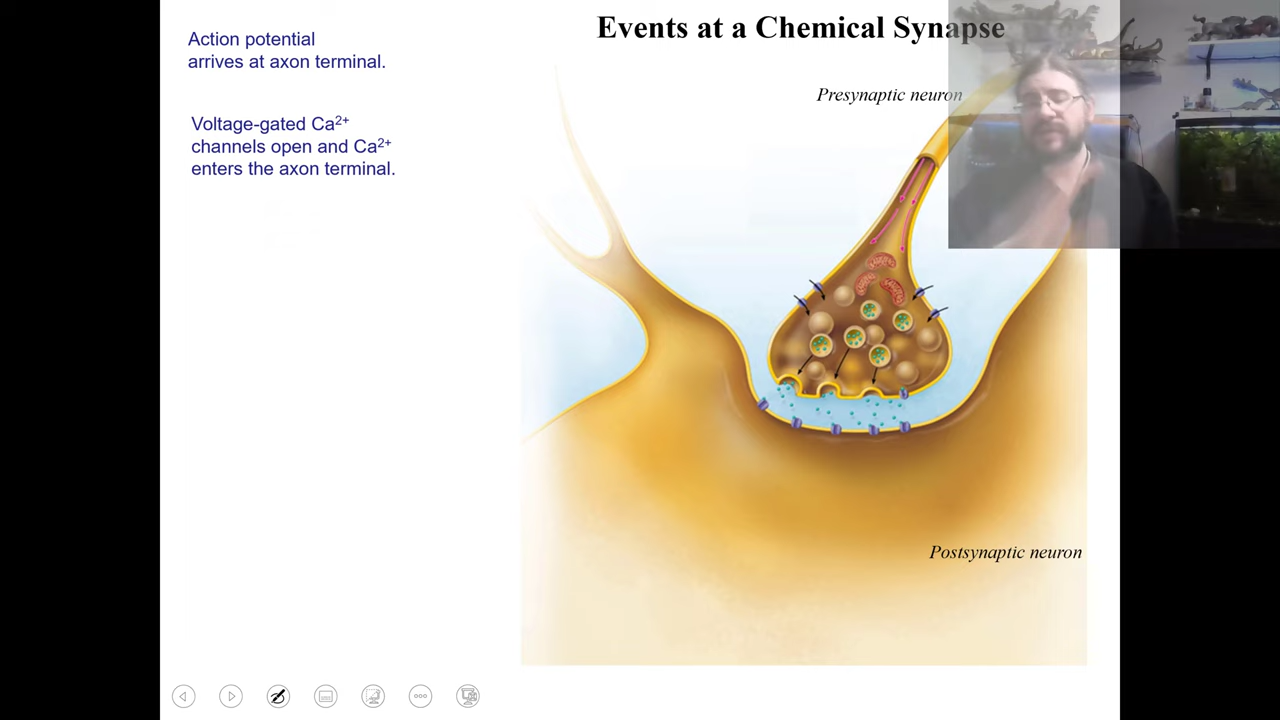 Events at a Chemical Synapse
Action potential
arrives at axon terminal.
Presynaptic neuron
Voltage-gated Ca²⁺
channels open and Ca²⁺
enters the axon terminal.
Postsynaptic neuron